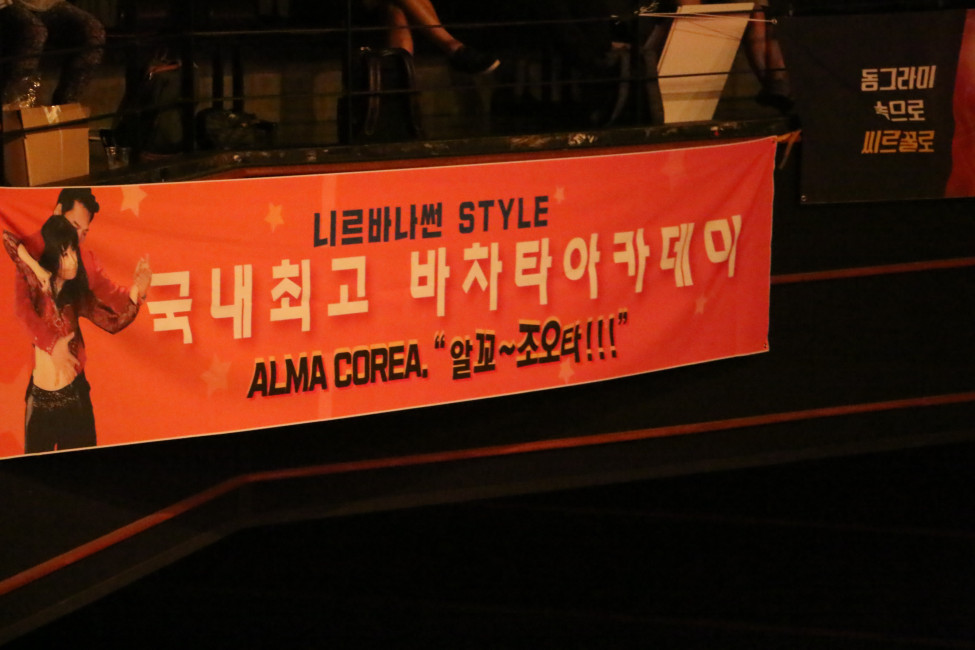 니르바나썬 STYLE
국내최고 바차타아카데미
ALMA COREA. “알꼬~조오타!!!”
동그라미
속으로
씨르꿀로